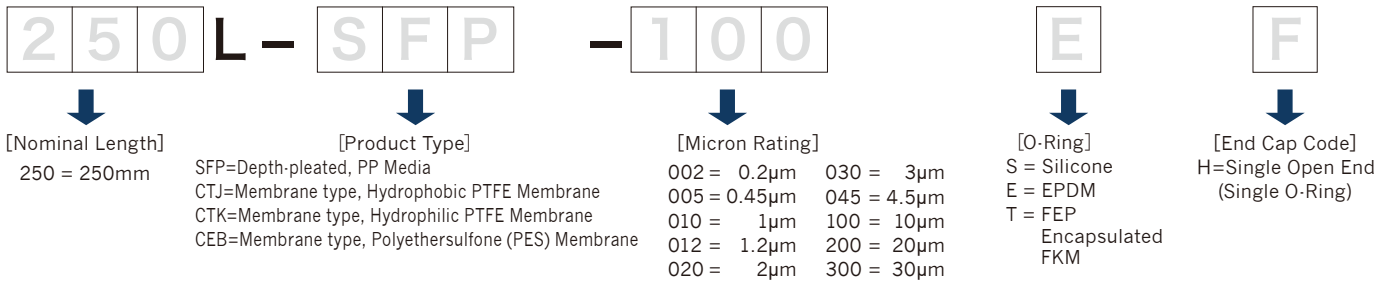 250L-SFP-100 E F
[Nominal Length]
250 = 250mm
[Product Type]
SFP=Depth-pleated, PP Media
CTJ=Membrane type, Hydrophobic PTFE Membrane
CTK=Membrane type, Hydrophilic PTFE Membrane
CEB=Membrane type, Polyethersulfone (PES) Membrane
[Micron Rating]
002 = 0.2μm 030 = 3μm
005 = 0.45μm 045 = 4.5μm
010 = 1μm 100 = 10μm
012 = 1.2μm 200 = 20μm
020 = 2μm 300 = 30μm
[O-Ring]
S = Silicone
E = EPDM
T = FEP
Encapsulated
FKM
[End Cap Code]
H=Single Open End
(Single O-Ring)